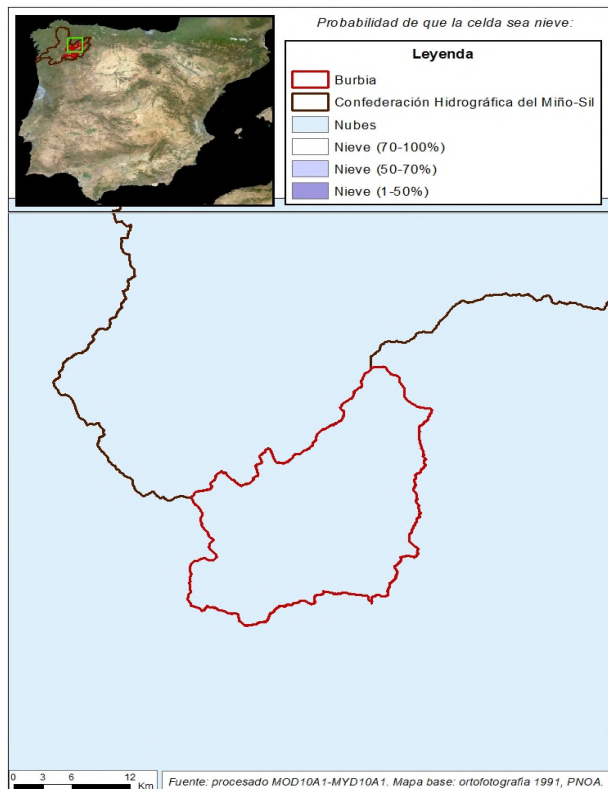 Probabilidad de que la celda sea nieve:
Leyenda
Burbia
Confederación Hidrográfica del Miño-Sil
Nubes
Nieve (70-100%)
Nieve (50-70%)
Nieve (1-50%)
0 3 6 12
Km
Fuente: procesado MOD10A1-MYD10A1. Mapa base: ortofotografía 1991, PNOA.